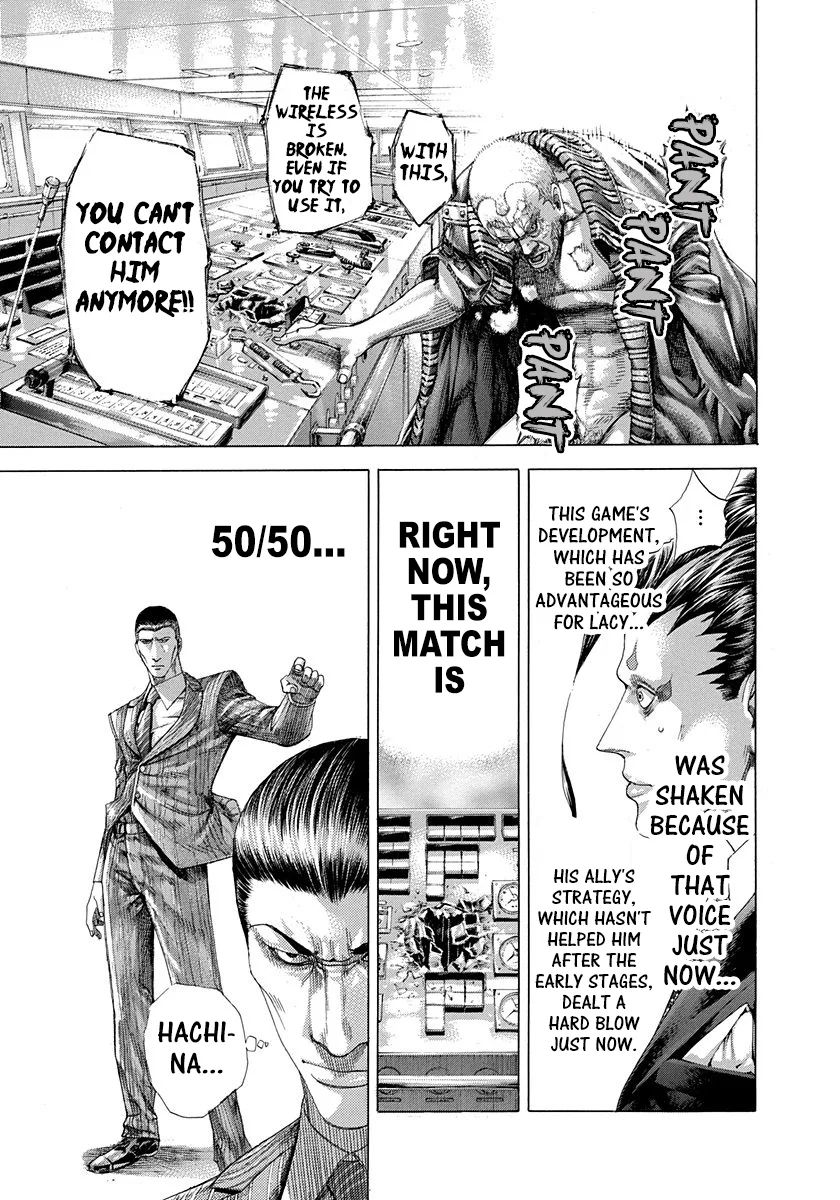 WITH
THIS,
THE
WIRELESS
IS
BROKEN.
EVEN IF
YOU TRY TO
USE IT,
YOU CAN'T
CONTACT
HIM
ANYMORE!!
PANT
PANT
PANT
...
THIS GAME'S
DEVELOPMENT,
WHICH HAS
BEEN SO
ADVANTAGEOUS
FOR LACY...
WAS
SHAKEN
BECAUSE
OF
THAT
VOICE
JUST
NOW...
HIS ALLY'S
STRATEGY,
WHICH HASN'T
HELPED HIM
AFTER THE
EARLY STAGES,
DEALT A
HARD BLOW
JUST NOW.
RIGHT
NOW,
THIS
MATCH
IS
50/50...
HACHI-
NA...